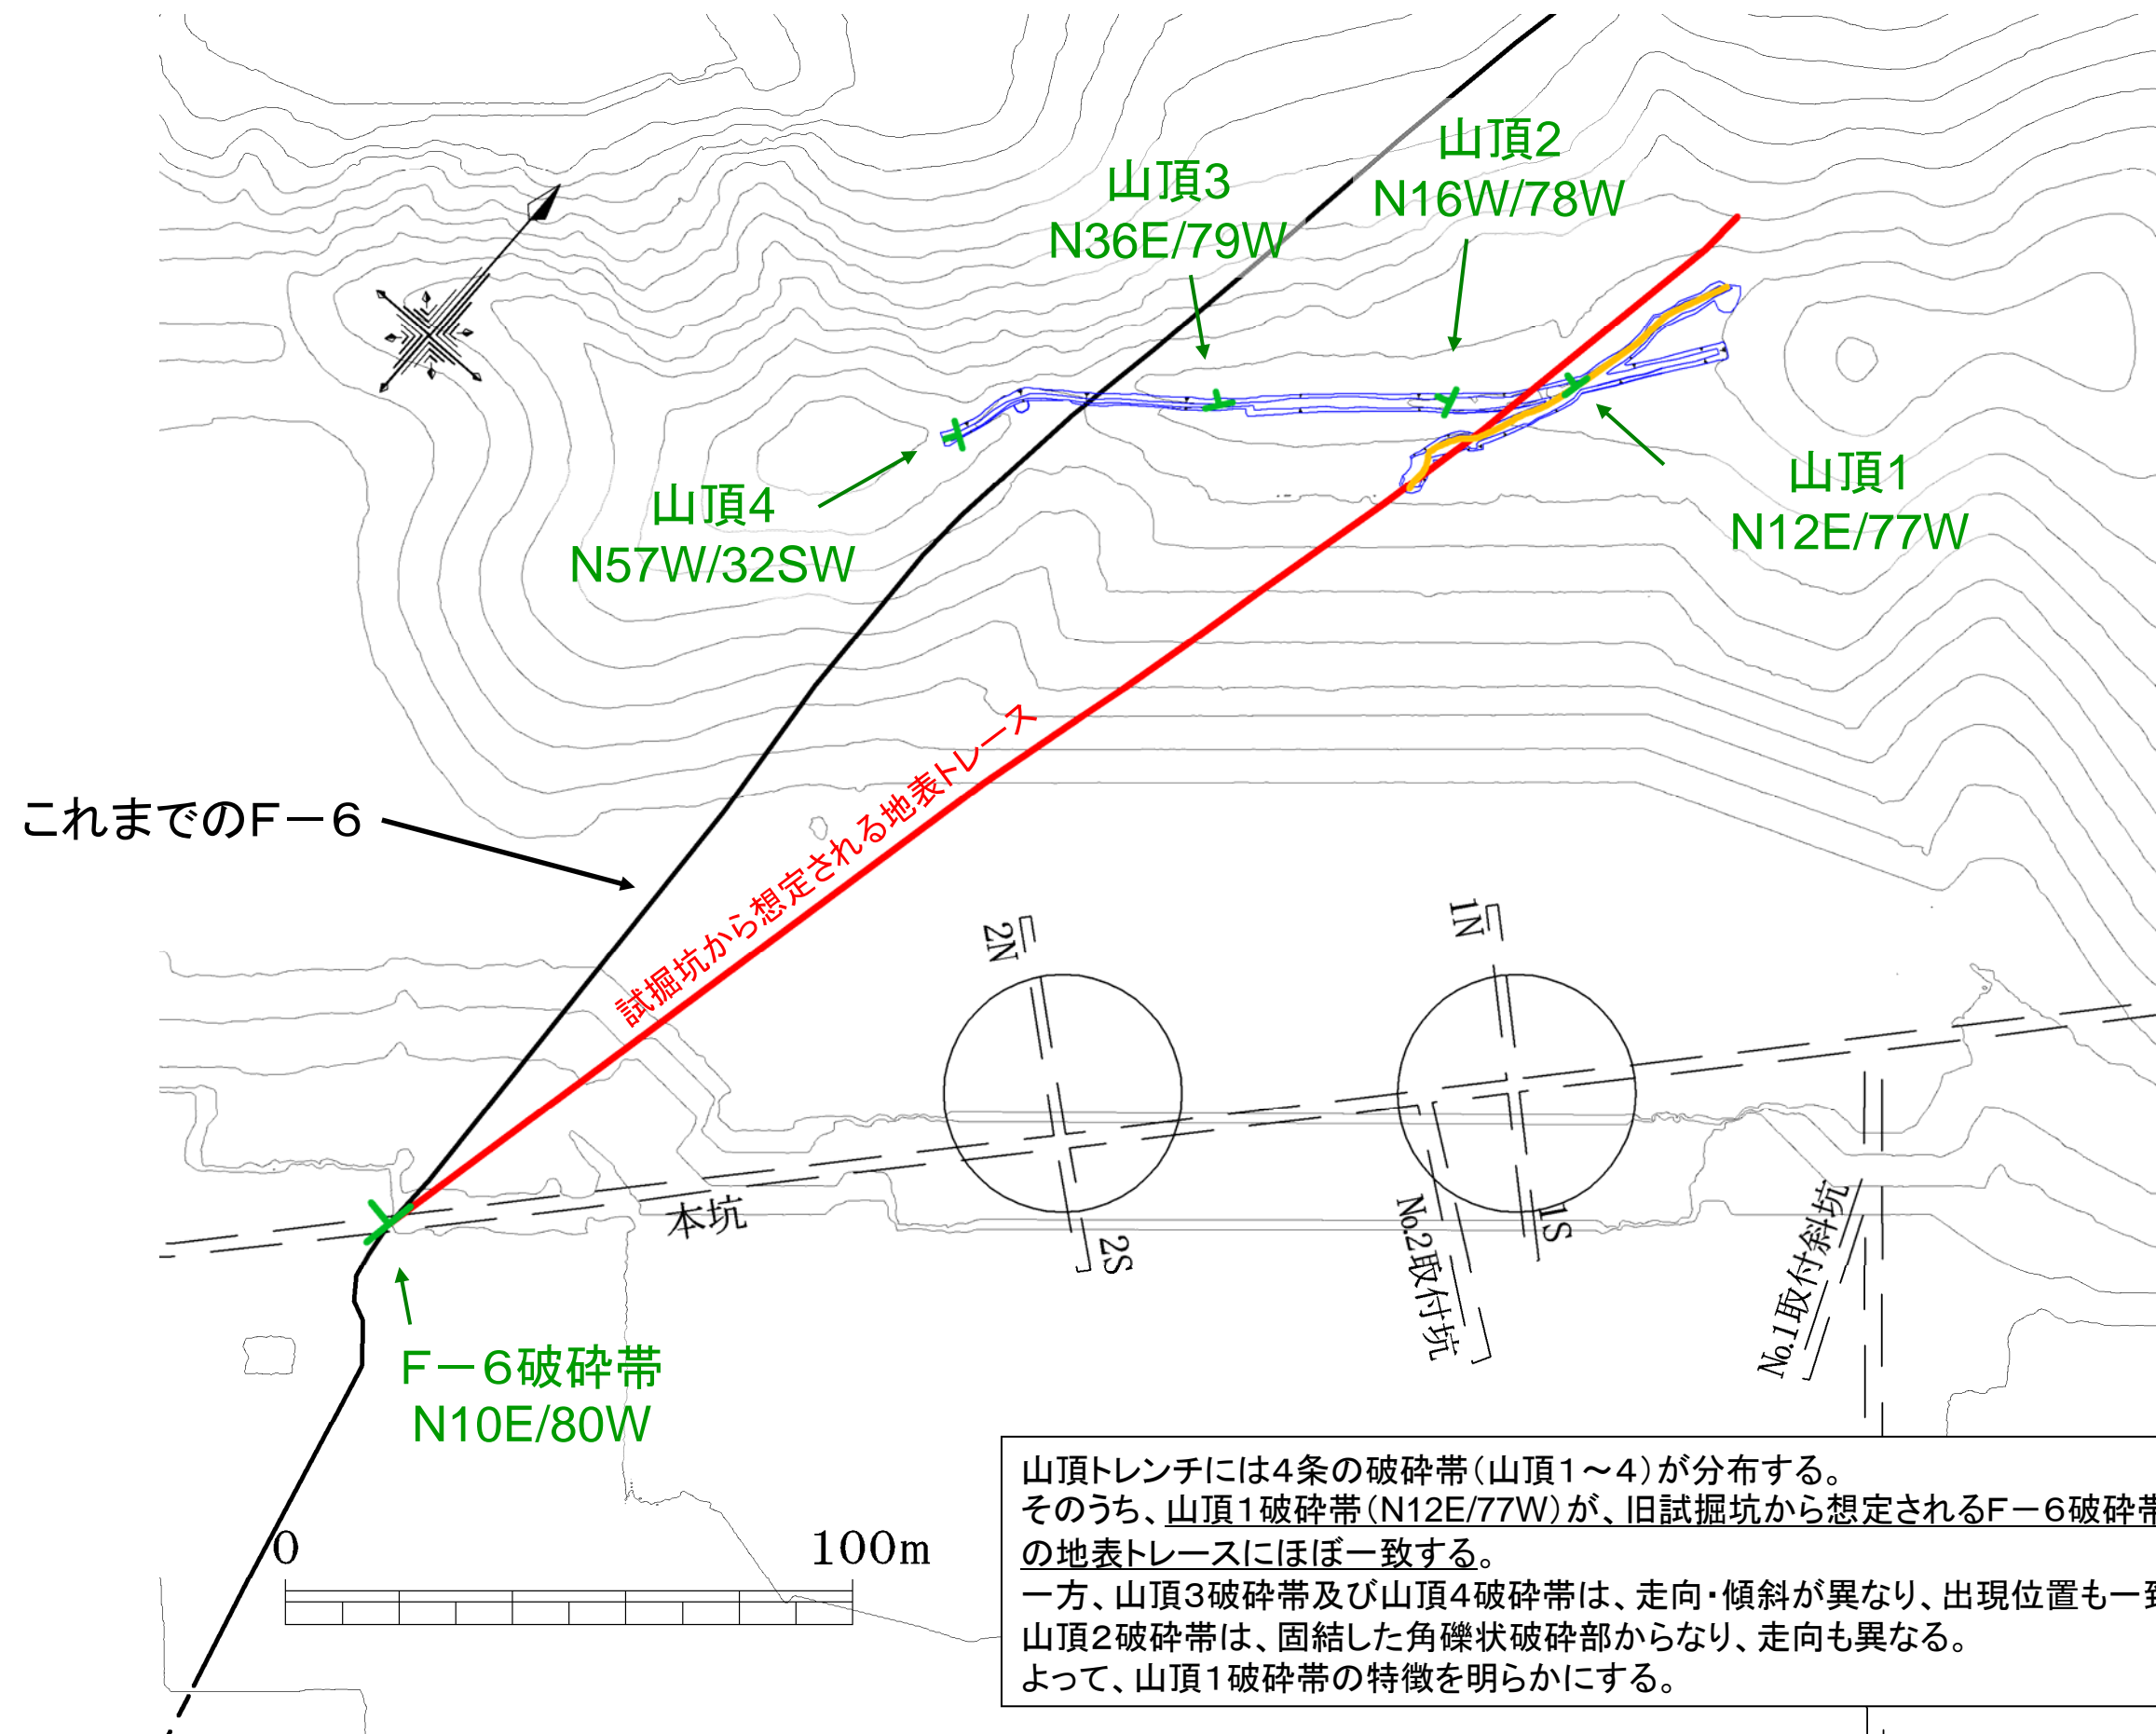 山頂2
N16W/78W
山頂3
N36E/79W
山頂1
N12E/77W
山頂4
N57W/32SW
これまでのF－6
試掘坑から想定される地表トレース
2N
1N
本坑
2S
1S
No.2取付坑
No.1取付斜坑
F－6破砕帯
N10E/80W
0
100m
山頂トレンチには４条の破砕帯（山頂１～４）が分布する。
そのうち、山頂１破砕帯（N12E/77W）が、旧試掘坑から想定されるF－6破砕帯
の地表トレースにほぼ一致する。
一方、山頂3破砕帯及び山頂4破砕帯は、走向・傾斜が異なり、出現位置も一致
山頂２破砕帯は、固結した角礫状破砕部からなり、走向も異なる。
よって、山頂１破砕帯の特徴を明らかにする。